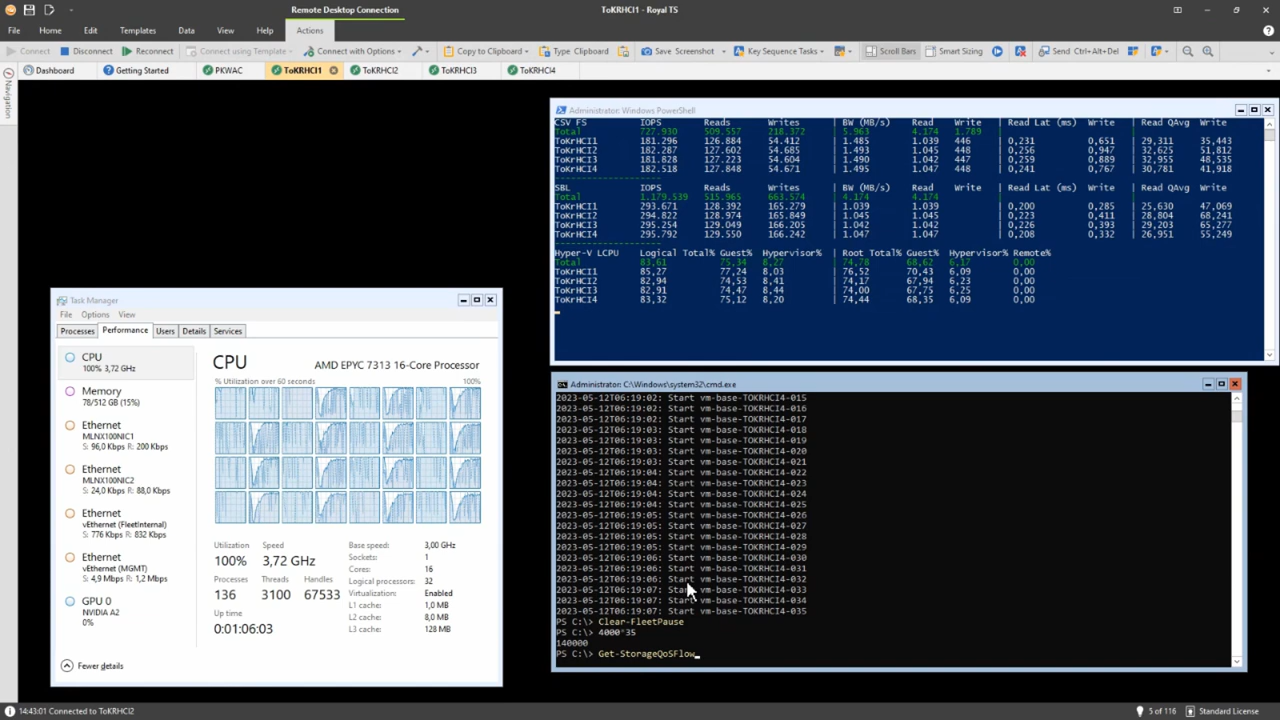 Remote Desktop Connection
ToKRHCI1 - Royal TS
File Home Edit Templates Data View Help Actions
Connect Disconnect Reconnect Connect using Template Connect with Options Copy to Clipboard Type Clipboard Save Screenshot Key Sequence Tasks Scroll Bars Smart Sizing Send Ctrl+Alt+Del
Dashboard Getting Started PKWAC ToKRHCI1 ToKRHCI2 ToKRHCI3 ToKRHCI4
Navigation
Administrator: Windows PowerShell
CSV FS IOPS Reads Writes | BW (MB/s) Read Write | Read Lat (ms) Write | Read QAvg Write
Total 727.930 509.557 218.372 | 5.963 4.174 1.789 | |
ToKrHCI1 181.296 126.884 54.412 | 1.485 1.039 446 | 0,231 0,651 | 29,311 35,443
ToKrHCI2 182.287 127.602 54.685 | 1.493 1.045 448 | 0,256 0,947 | 32,625 51,812
ToKrHCI3 181.828 127.223 54.604 | 1.490 1.042 447 | 0,259 0,889 | 32,955 48,535
ToKrHCI4 182.518 127.848 54.671 | 1.495 1.047 448 | 0,241 0,767 | 30,781 41,918
SBL IOPS Reads Writes | BW (MB/s) Read Write | Read Lat (ms) Write | Read QAvg Write
Total 1.179.539 515.965 663.574 | 4.174 4.174 | |
ToKrHCI1 293.671 128.392 165.279 | 1.039 1.039 | 0,200 0,285 | 25,630 47,069
ToKrHCI2 294.822 128.974 165.849 | 1.045 1.045 | 0,223 0,411 | 28,804 68,241
ToKrHCI3 295.254 129.049 166.205 | 1.042 1.042 | 0,226 0,393 | 29,203 65,277
ToKrHCI4 295.792 129.550 166.242 | 1.047 1.047 | 0,208 0,332 | 26,951 55,249
Hyper-V LCPU Logical Total% Guest% Hypervisor% | Root Total% Guest% Hypervisor% Remote%
Total 83,61 75,34 8,27 | 74,78 68,62 6,17 0,00
ToKrHCI1 85,27 77,24 8,03 | 76,52 70,43 6,09 0,00
ToKrHCI2 82,94 74,53 8,41 | 74,17 67,94 6,23 0,00
ToKrHCI3 82,91 74,47 8,44 | 74,00 67,75 6,25 0,00
ToKrHCI4 83,32 75,12 8,20 | 74,44 68,35 6,09 0,00
Task Manager
File Options View
Processes Performance Users Details Services
CPU
100% 3,72 GHz
Memory
78/512 GB (15%)
Ethernet
MLNX100NIC1
S: 96,0 Kbps R: 200 Kbps
Ethernet
MLNX100NIC2
S: 24,0 Kbps R: 88,0 Kbps
Ethernet
vEthernet (FleetInternal)
S: 776 Kbps R: 832 Kbps
Ethernet
vEthernet (MGMT)
S: 4,9 Mbps R: 1,2 Mbps
GPU 0
NVIDIA A2
0%
CPU AMD EPYC 7313 16-Core Processor
% Utilization over 60 seconds 100%
Utilization Speed
100% 3,72 GHz
Processes Threads Handles
136 3100 67533
Up time
0:01:06:03
Base speed: 3,00 GHz
Sockets: 1
Cores: 16
Logical processors: 32
Virtualization: Enabled
L1 cache: 1,0 MB
L2 cache: 8,0 MB
L3 cache: 128 MB
Fewer details
Administrator: C:\Windows\system32\cmd.exe
2023-05-12T06:19:02: Start vm-base-TOKRHCI4-015
2023-05-12T06:19:02: Start vm-base-TOKRHCI4-016
2023-05-12T06:19:02: Start vm-base-TOKRHCI4-017
2023-05-12T06:19:03: Start vm-base-TOKRHCI4-018
2023-05-12T06:19:03: Start vm-base-TOKRHCI4-019
2023-05-12T06:19:03: Start vm-base-TOKRHCI4-020
2023-05-12T06:19:03: Start vm-base-TOKRHCI4-021
2023-05-12T06:19:04: Start vm-base-TOKRHCI4-022
2023-05-12T06:19:04: Start vm-base-TOKRHCI4-023
2023-05-12T06:19:04: Start vm-base-TOKRHCI4-024
2023-05-12T06:19:04: Start vm-base-TOKRHCI4-025
2023-05-12T06:19:05: Start vm-base-TOKRHCI4-026
2023-05-12T06:19:05: Start vm-base-TOKRHCI4-027
2023-05-12T06:19:05: Start vm-base-TOKRHCI4-028
2023-05-12T06:19:05: Start vm-base-TOKRHCI4-029
2023-05-12T06:19:06: Start vm-base-TOKRHCI4-030
2023-05-12T06:19:06: Start vm-base-TOKRHCI4-031
2023-05-12T06:19:06: Start vm-base-TOKRHCI4-032
2023-05-12T06:19:07: Start vm-base-TOKRHCI4-033
2023-05-12T06:19:07: Start vm-base-TOKRHCI4-034
2023-05-12T06:19:07: Start vm-base-TOKRHCI4-035
PS C:\> Clear-FleetPause
PS C:\> 4000*35
140000
PS C:\> Get-StorageQoSFlow_
14:43:01 Connected to ToKRHCI2
5 of 116 Standard License